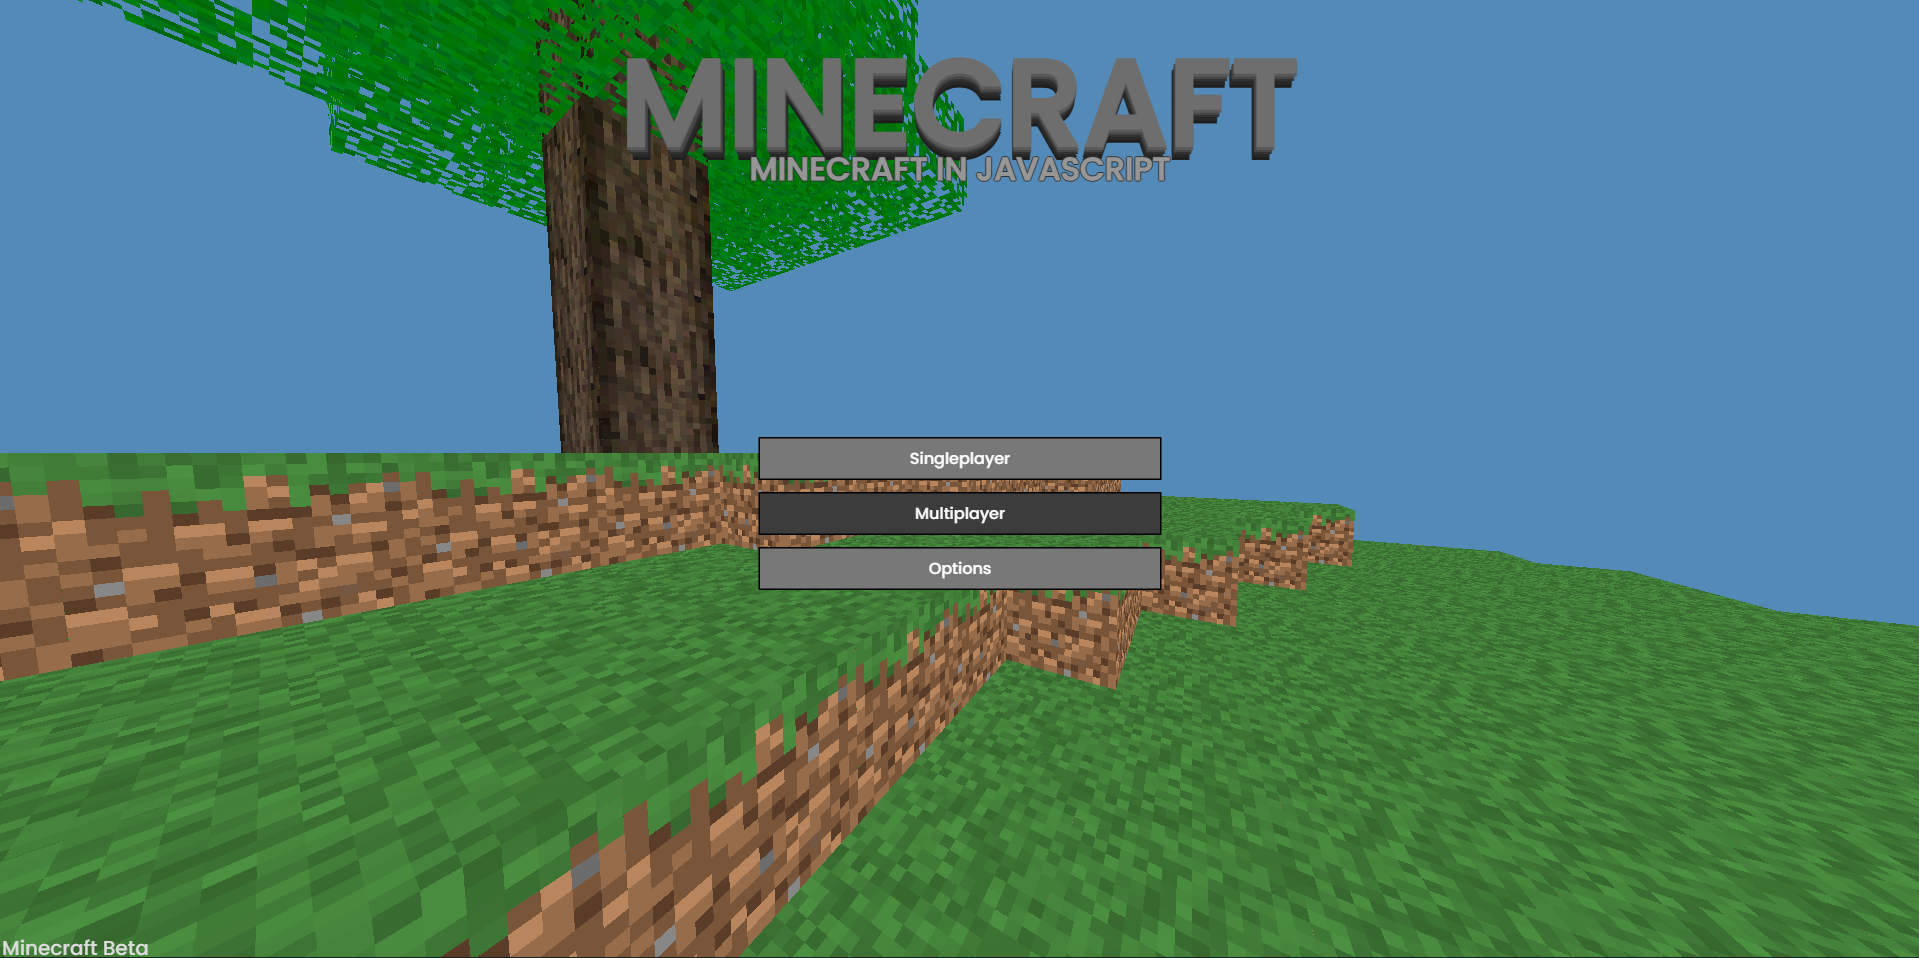 MINECRAFT
MINECRAFT IN JAVASCRIPT
Singleplayer
Multiplayer
Options
Minecraft Beta